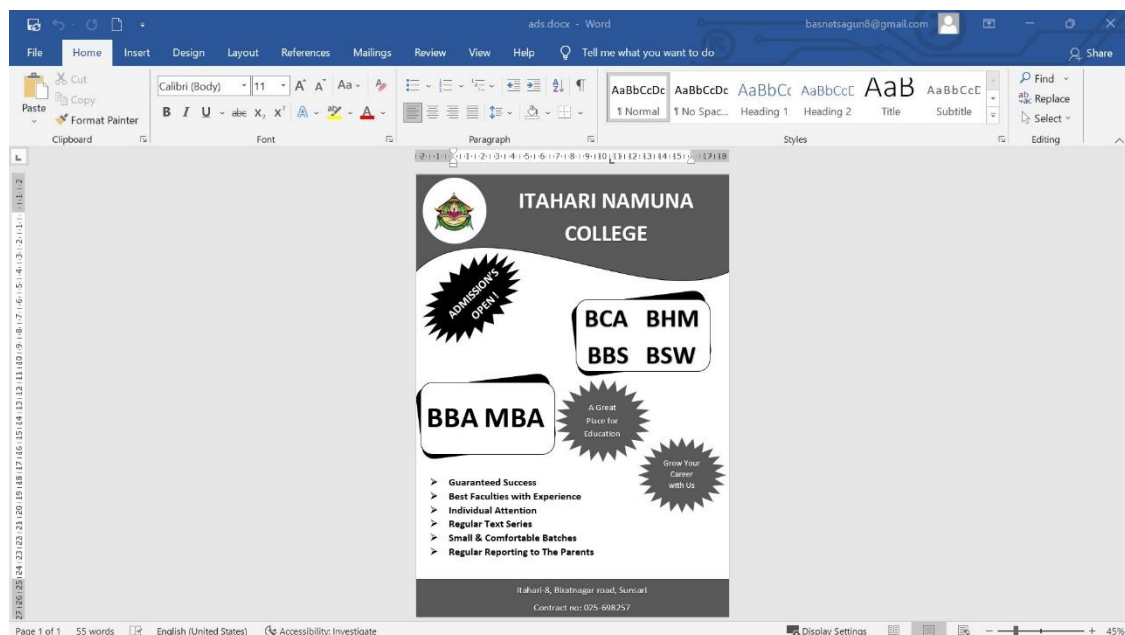 ads.docx - Word
basnetsagun8@gmail.com
File Home Insert Design Layout References Mailings Review View Help Tell me what you want to do Share
Paste
Cut
Copy
Format Painter
Clipboard
Calibri (Body) 11
Font
Paragraph
AaBbCcDc AaBbCcDc AaBbCc AaBbCcE AaB AaBbCcD
¶ Normal ¶ No Spac... Heading 1 Heading 2 Title Subtitle
Styles
Find
Replace
Select
Editing
ITAHARI NAMUNA
COLLEGE
ADMISSION'S
OPEN !
BCA BHM
BBS BSW
BBA MBA
A Great
Place for
Education
Grow Your
Career
with Us
Guaranteed Success
Best Faculties with Experience
Individual Attention
Regular Text Series
Small & Comfortable Batches
Regular Reporting to The Parents
Itahari-8, Biratnagar road, Sunsari
Contract no: 025-698257
Page 1 of 1 55 words English (United States) Accessibility: Investigate Display Settings 45%